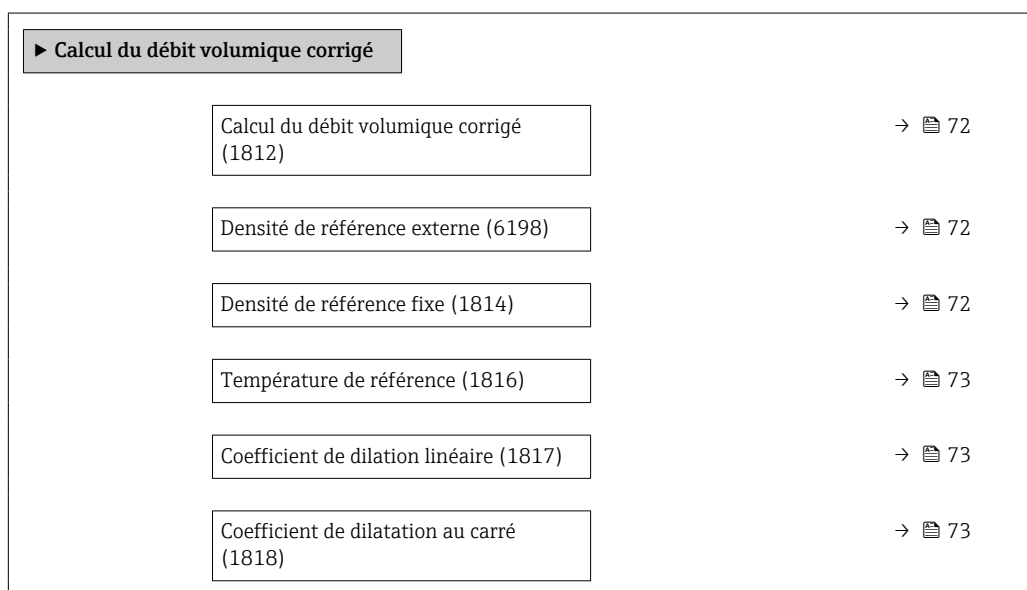 ▶ Calcul du débit volumique corrigé
Calcul du débit volumique corrigé
(1812)
→ 72
Densité de référence externe (6198)
→ 72
Densité de référence fixe (1814)
→ 72
Température de référence (1816)
→ 73
Coefficient de dilation linéaire (1817)
→ 73
Coefficient de dilatation au carré
(1818)
→ 73